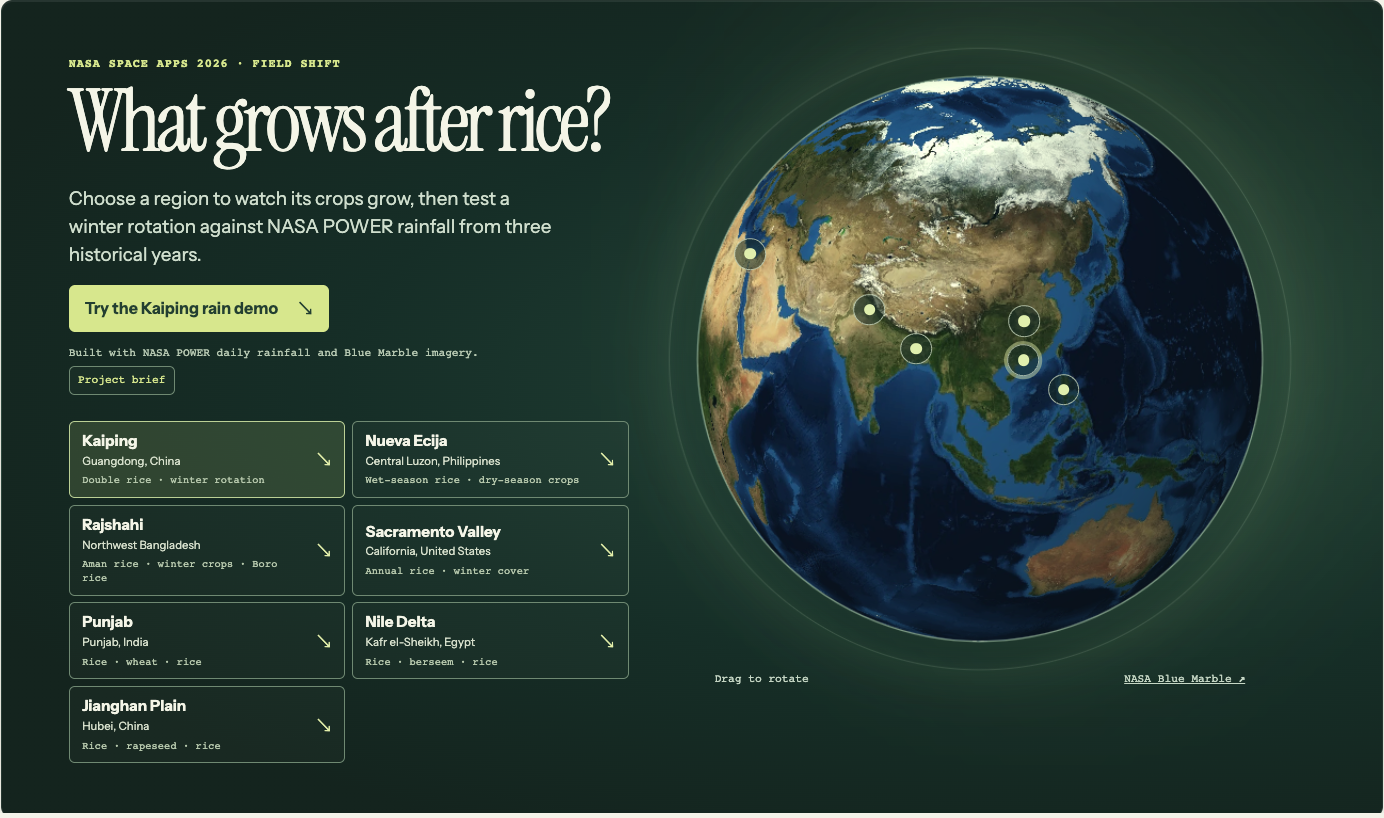 NASA SPACE APPS 2026 · FIELD SHIFT
What grows after rice?
Choose a region to watch its crops grow, then test a
winter rotation against NASA POWER rainfall from three
historical years.
Try the Kaiping rain demo ↘
Built with NASA POWER daily rainfall and Blue Marble imagery.
Project brief
Kaiping
Guangdong, China
Double rice · winter rotation
↘
Nueva Ecija
Central Luzon, Philippines
Wet-season rice · dry-season crops
↘
Rajshahi
Northwest Bangladesh
Aman rice · winter crops · Boro
rice
↘
Sacramento Valley
California, United States
Annual rice · winter cover
↘
Punjab
Punjab, India
Rice · wheat · rice
↘
Nile Delta
Kafr el-Sheikh, Egypt
Rice · berseem · rice
↘
Jianghan Plain
Hubei, China
Rice · rapeseed · rice
↘
Drag to rotate
NASA Blue Marble ↗